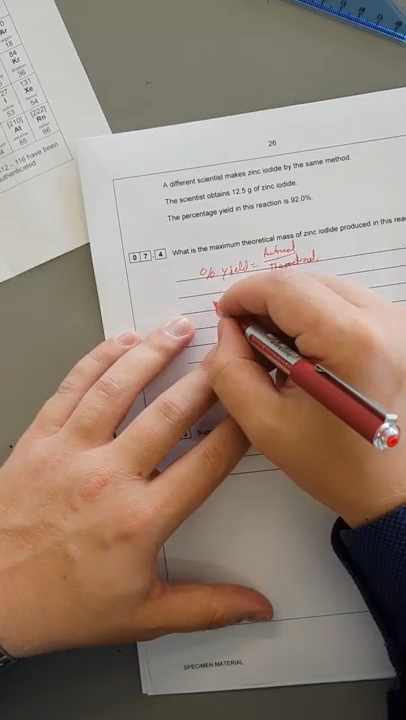 Ar
18
84
Kr
36
131
I
Xe
53
54
[210]
[222]
At
Rn
85
86
112 – 116 have been
authenticated
26
A different scientist makes zinc iodide by the same method.
The scientist obtains 12.5 g of zinc iodide.
The percentage yield in this reaction is 92.0%.
0 7 . 4 What is the maximum theoretical mass of zinc iodide produced in this
% yield = Actual
Theoretical
SPECIMEN MATERIAL